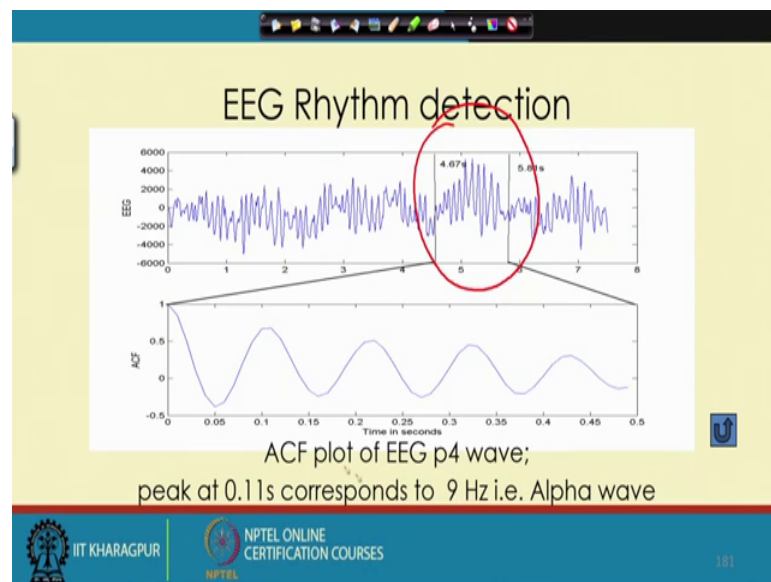 EEG Rhythm detection
6000
4000
2000
0
-2000
-4000
-6000
EEG
4.67s
5.81s
0 1 2 3 4 5 6 7 8
1
0.5
0
-0.5
ACF
0 0.05 0.1 0.15 0.2 0.25 0.3 0.35 0.4 0.45 0.5
Time in seconds
ACF plot of EEG p4 wave;
peak at 0.11s corresponds to 9 Hz i.e. Alpha wave
IIT KHARAGPUR
NPTEL
NPTEL ONLINE
CERTIFICATION COURSES
181